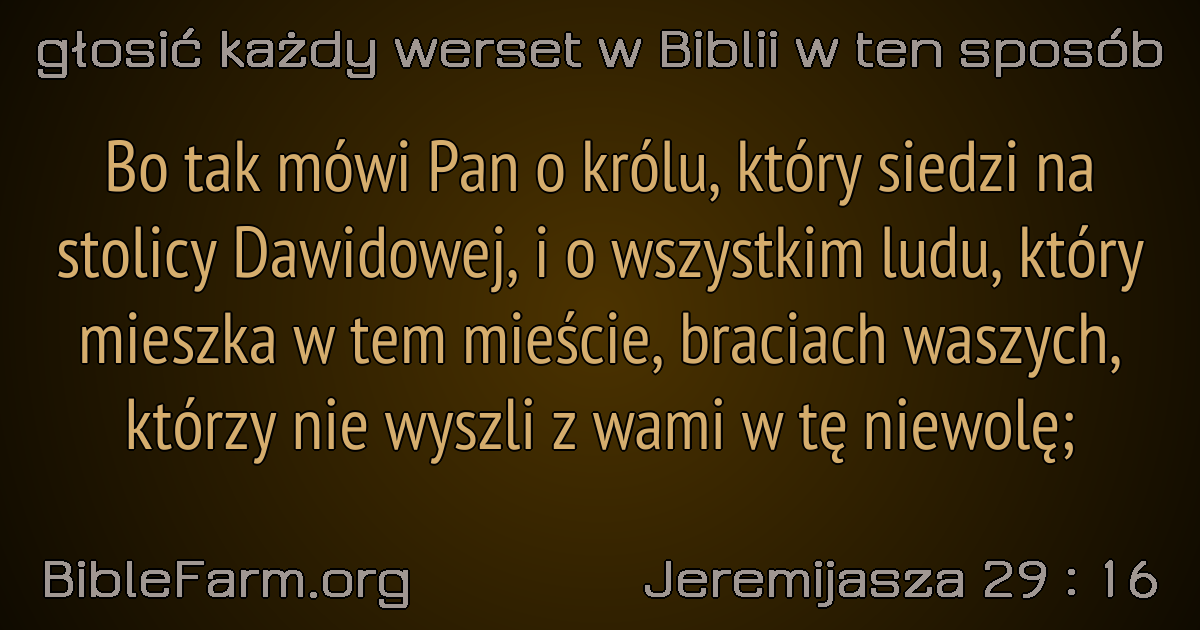 głosić każdy werset w Biblii w ten sposób
Bo tak mówi Pan o królu, który siedzi na
stolicy Dawidowej, i o wszystkim ludu, który
mieszka w tem mieście, braciach waszych,
którzy nie wyszli z wami w tę niewolę;
BibleFarm.org
Jeremijasza 29 : 16